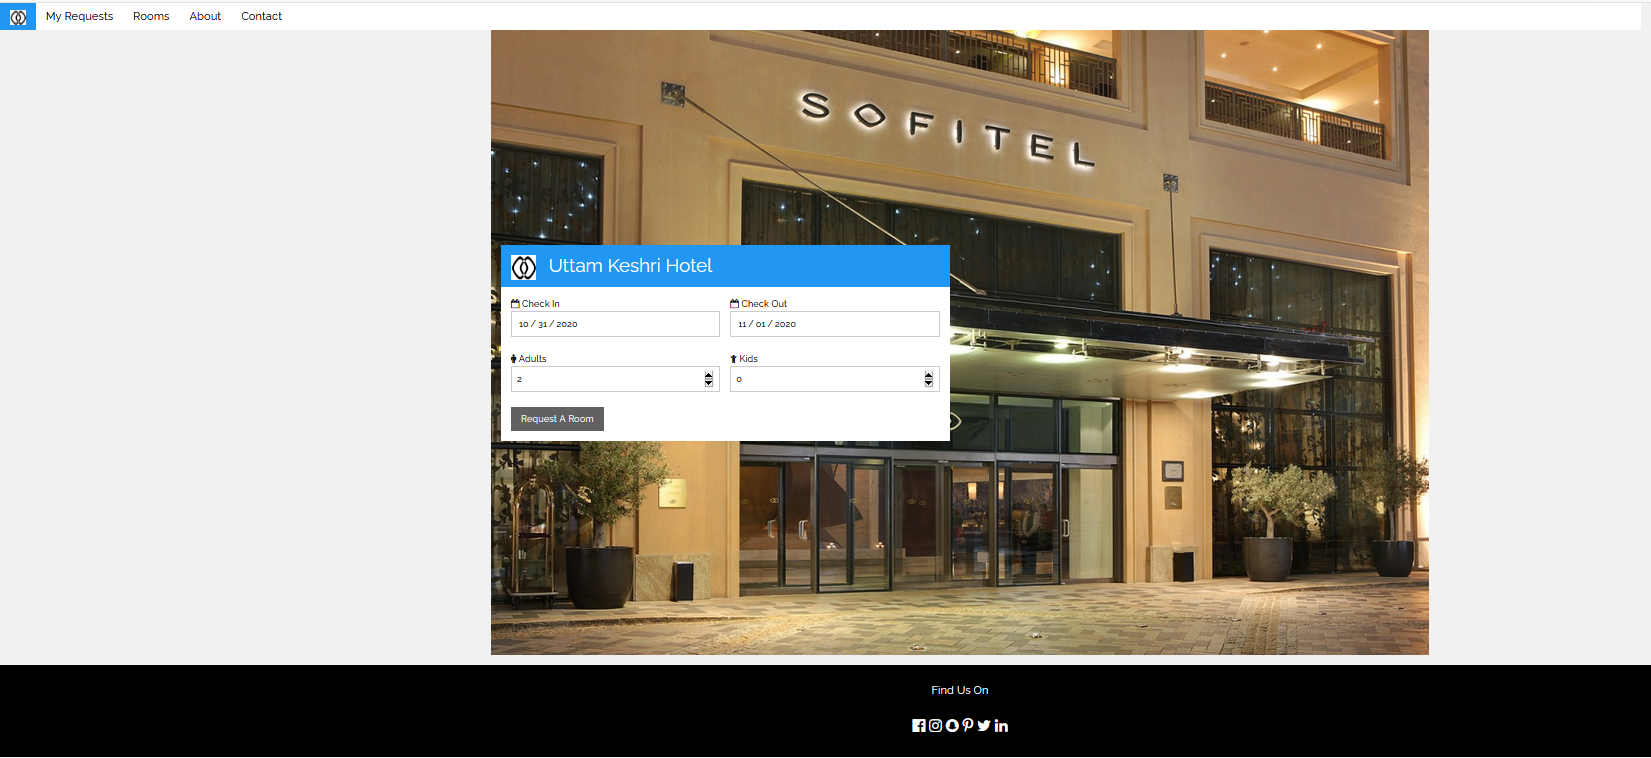 My Requests Rooms About Contact
SOFITEL
Uttam Keshri Hotel
Check In Check Out
10 / 31 / 2020 11 / 01 / 2020
Adults Kids
2 0
Request A Room
Find Us On